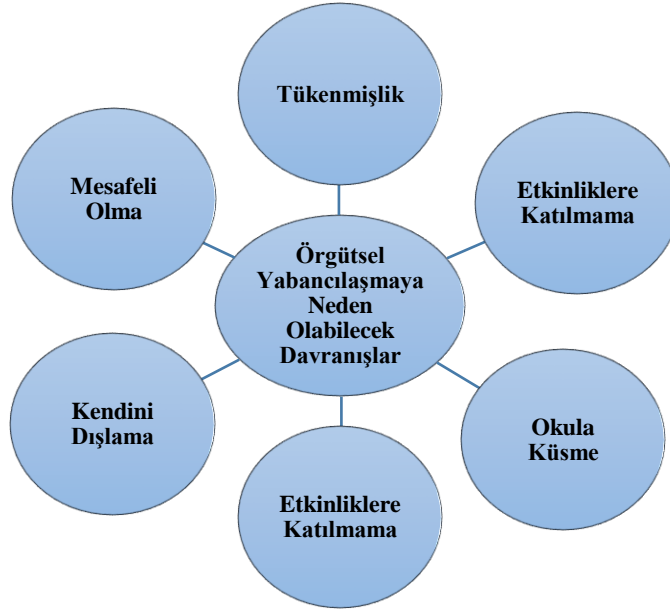 Tükenmişlik
Mesafeli
Olma
Etkinliklere
Katılmama
Örgütsel
Yabancılaşmaya
Neden
Olabilecek
Davranışlar
Kendini
Dışlama
Okula
Küsme
Etkinliklere
Katılmama